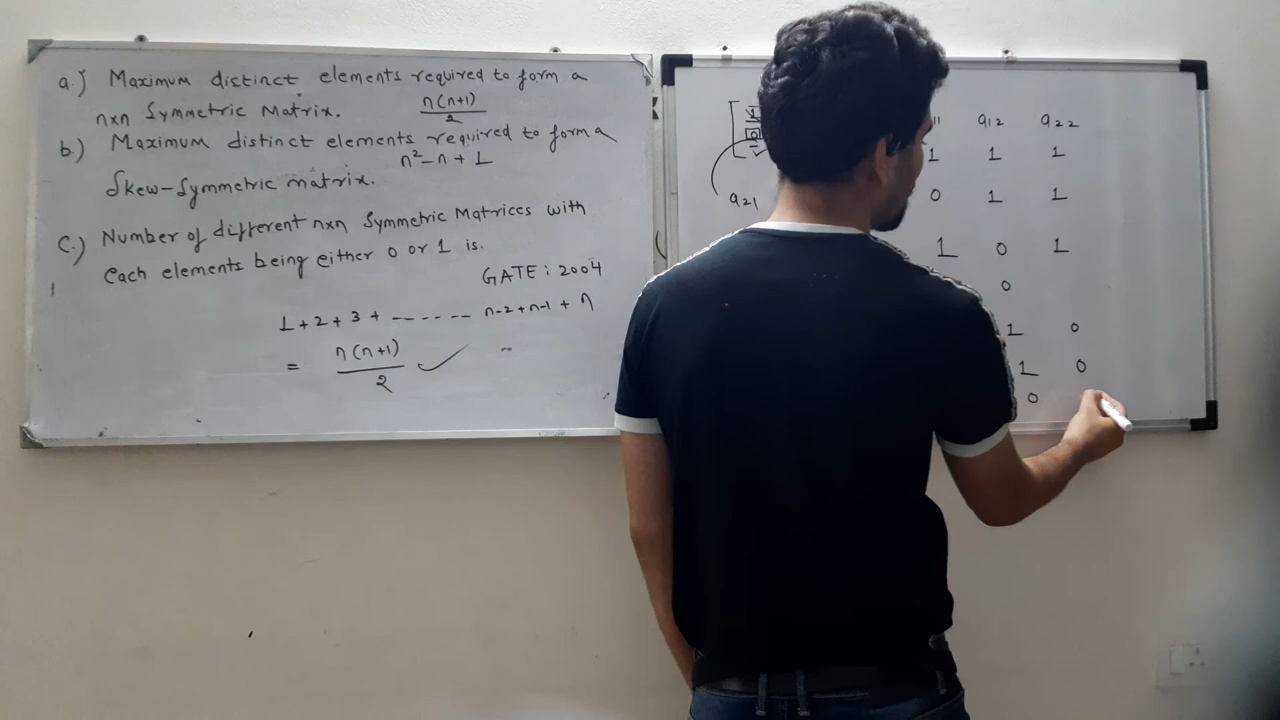 a.) Maximum distinct elements required to form a
nxn Symmetric Matrix. n(n+1)/2
b.) Maximum distinct elements required to form a
n²-n+1
Skew-Symmetric matrix.
C.) Number of different nxn Symmetric Matrices with
each elements being either 0 or 1 is.
GATE: 2004
1+2+3+ ------ n-2+n-1+n
= n(n+1)/2 ✓
a12 a22
1 1 1
a21
0 1 1
1 0 1
0
1 0
1 0
0